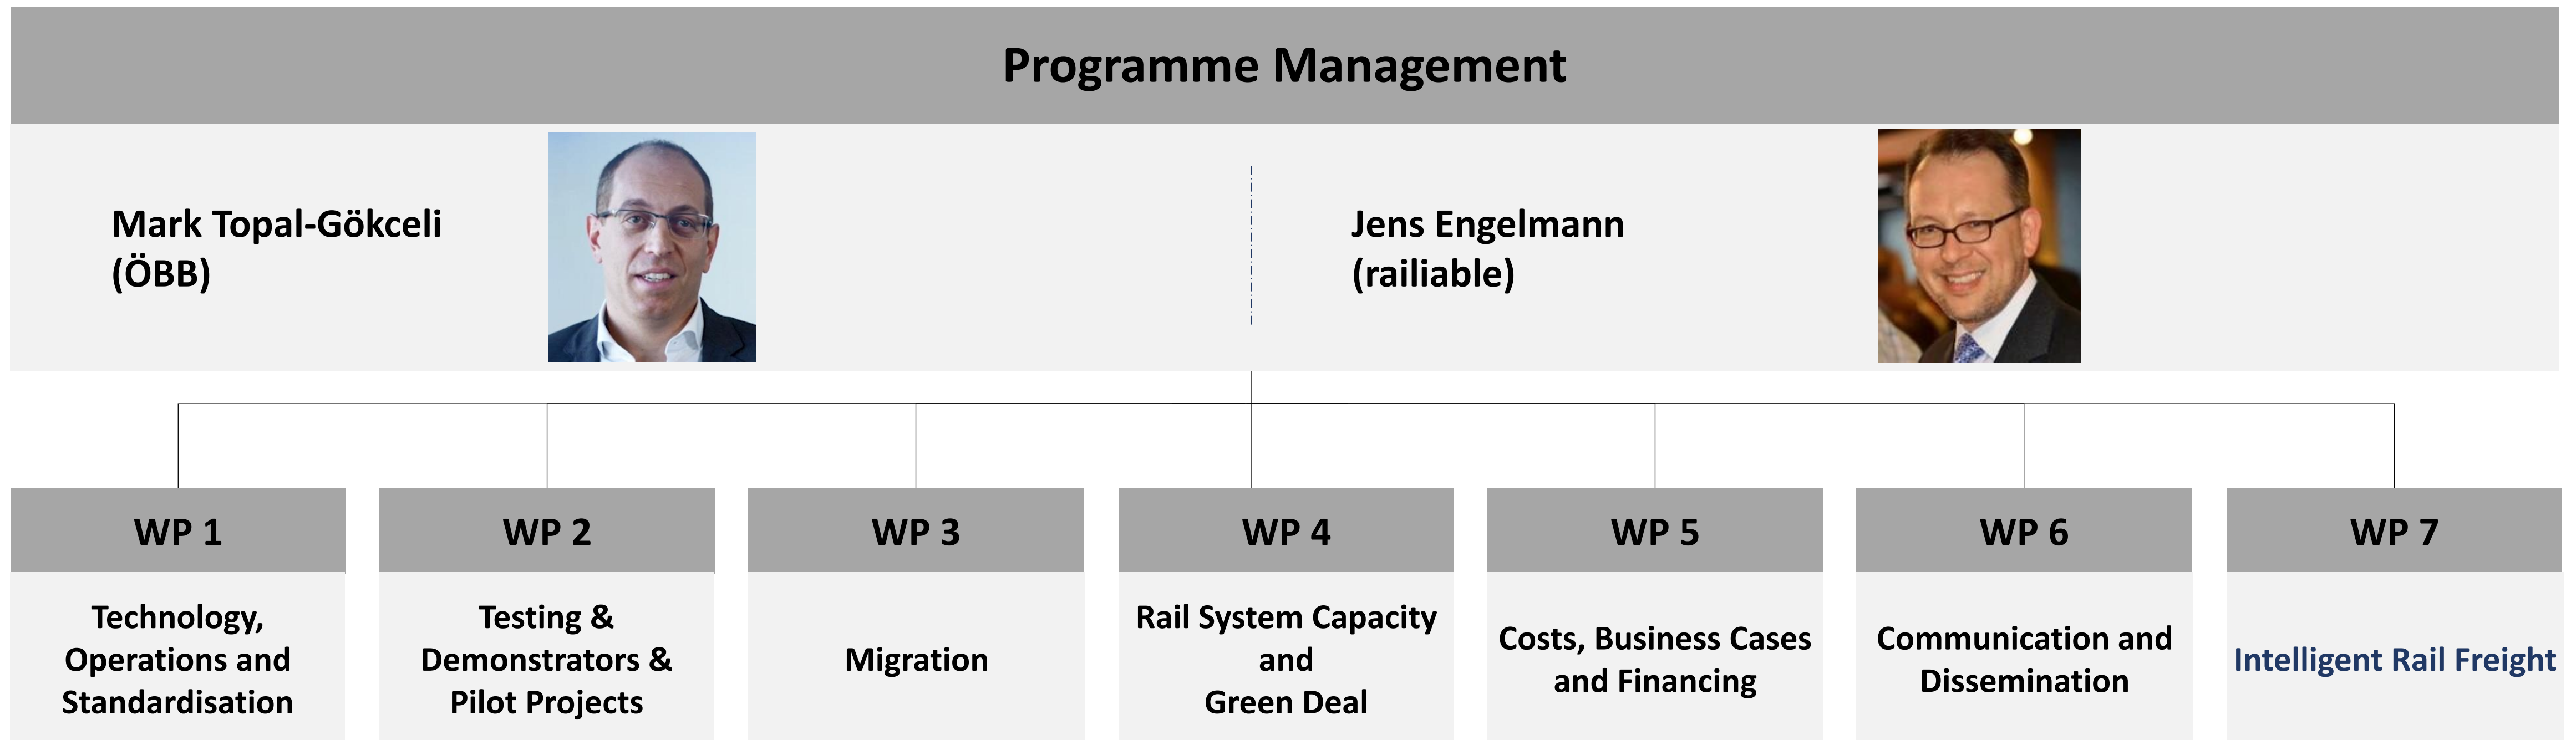 Programme Management
Mark Topal-Gökceli
(ÖBB)
Jens Engelmann
(railiable)
WP 1
Technology,
Operations and
Standardisation
WP 2
Testing &
Demonstrators &
Pilot Projects
WP 3
Migration
WP 4
Rail System Capacity
and
Green Deal
WP 5
Costs, Business Cases
and Financing
WP 6
Communication and
Dissemination
WP 7
Intelligent Rail Freight